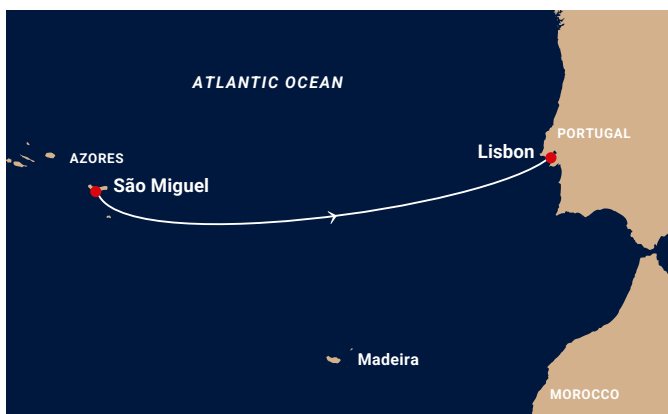 ATLANTIC OCEAN
PORTUGAL
Lisbon
AZORES
São Miguel
Madeira
MOROCCO